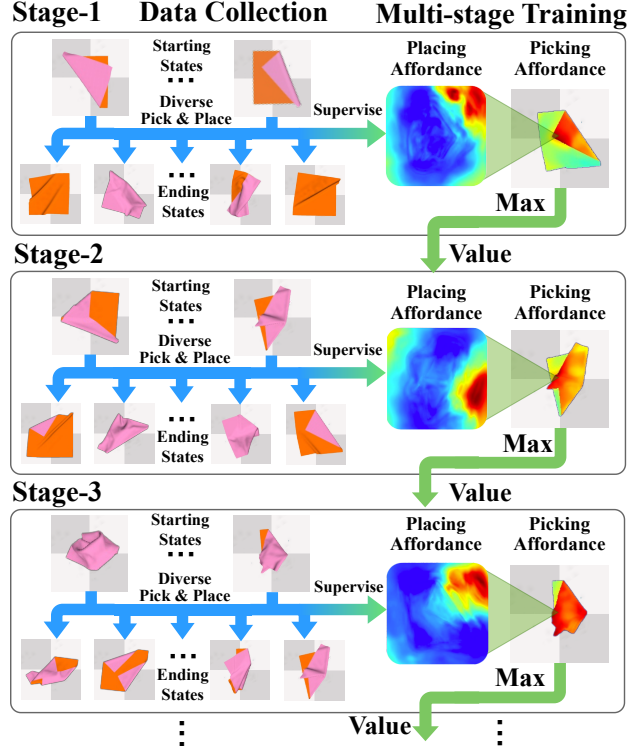 Stage-1 Data Collection Multi-stage Training
Starting
States
...
Diverse
Pick & Place
Supervise
Ending
States
Placing
Affordance
Picking
Affordance
Max
Value
Stage-2
Starting
States
...
Diverse
Pick & Place
Supervise
Ending
States
Placing
Affordance
Picking
Affordance
Max
Value
Stage-3
Starting
States
...
Diverse
Pick & Place
Supervise
Ending
States
Placing
Affordance
Picking
Affordance
Max
Value